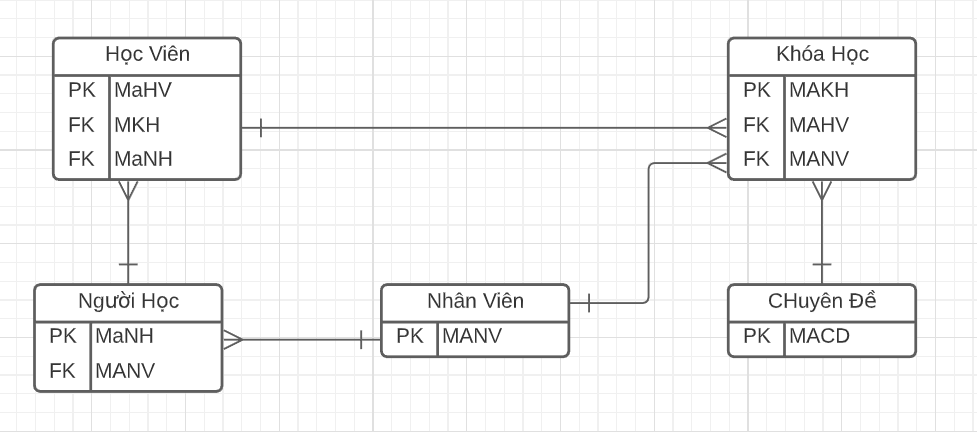 Học Viên
PK MaHV
FK MKH
FK MaNH
Khóa Học
PK MAKH
FK MAHV
FK MANV
Người Học
PK MaNH
FK MANV
Nhân Viên
PK MANV
CHuyên Đề
PK MACD